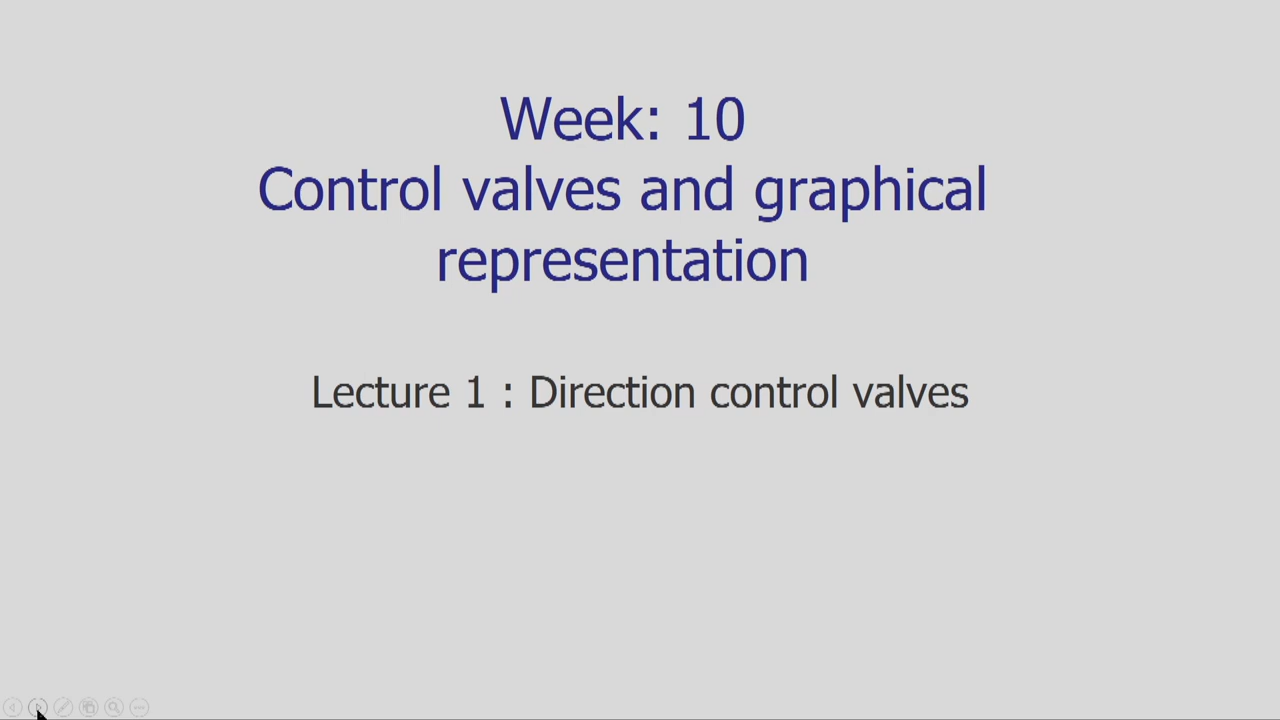 Week: 10
Control valves and graphical
representation
Lecture 1 : Direction control valves